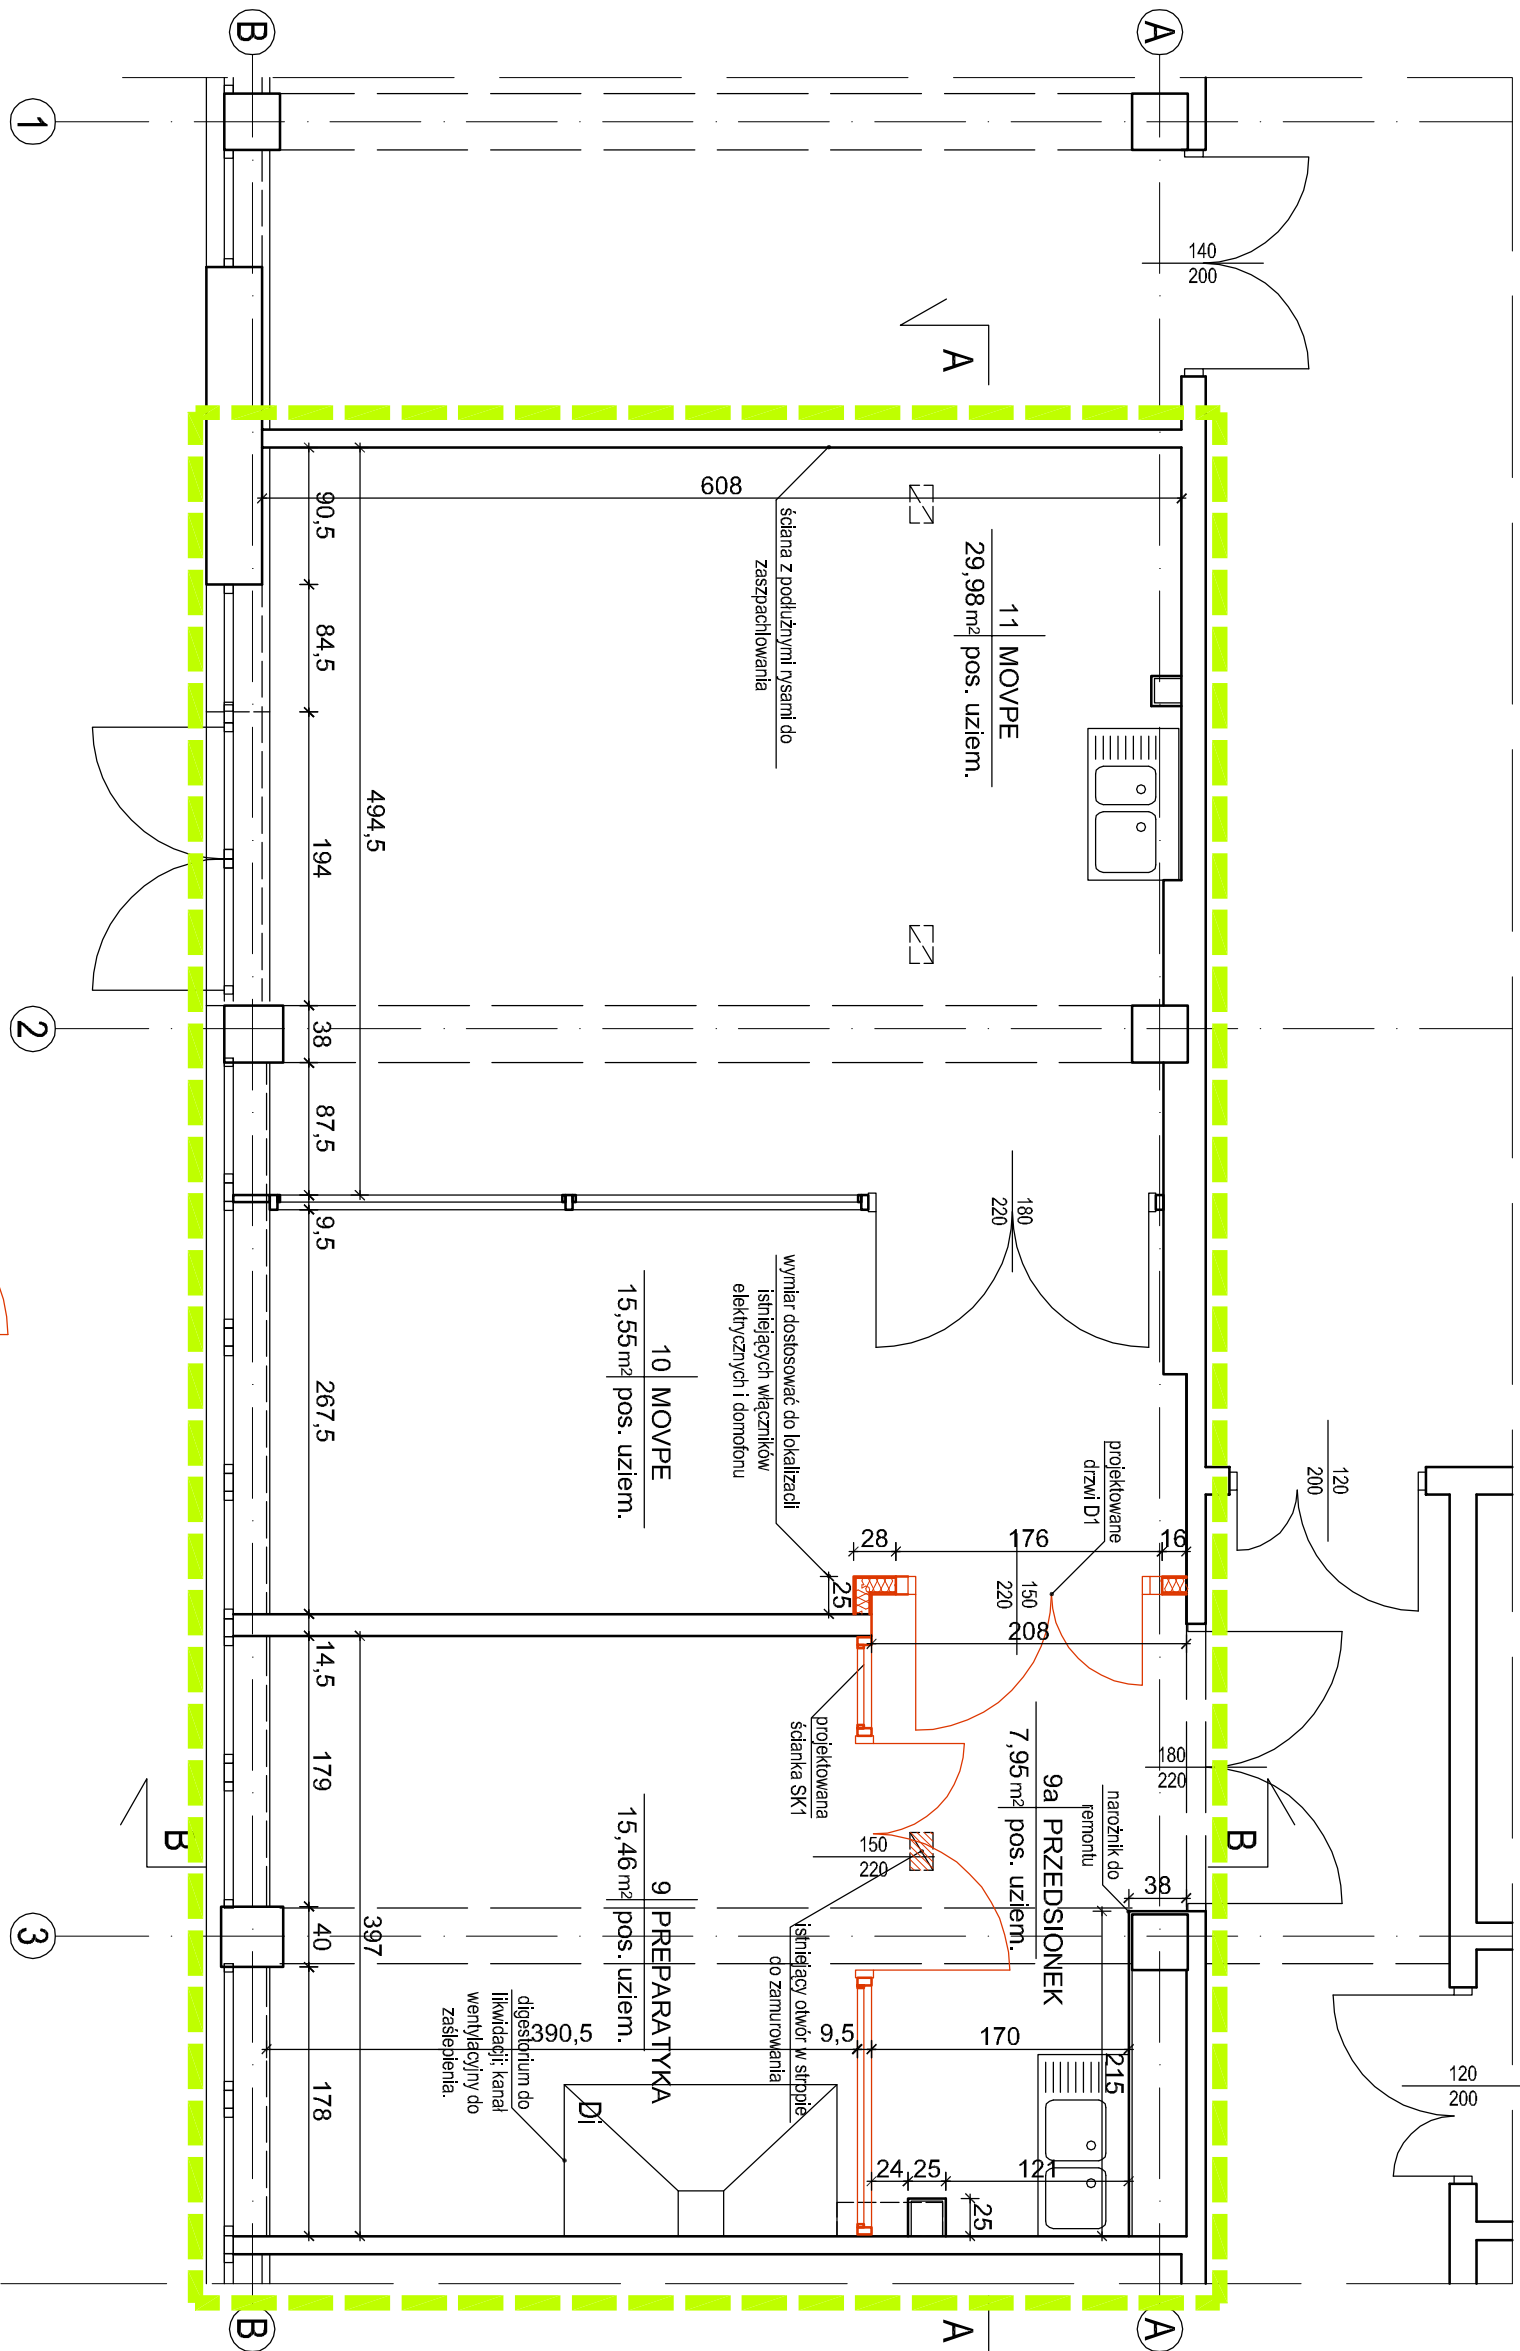 B
A
1
140
200
A
608
90,5
ściana z podłużnymi rysami do
zaszpachlowania
11 MOVPE
29,98 m² pos. uziem.
84,5
494,5
194
2
38
87,5
180
220
9,5
wymiar dostosować do lokalizacli
istniejących włączników
elektrycznych i domofonu
10 MOVPE
15,55 m² pos. uziem.
267,5
projektowane
drzwi D1
120
200
28
176
16
150
220
25
208
14,5
projektowana
ścianka SK1
9a PRZEDSIONEK
7,95 m² pos. uziem.
180
220
narożnik do
remontu
179
B
B
150
220
9 PREPARATYKA
15,46 m² pos. uziem.
38
3
40
397
istniejący otwór w stropie
do zamurowania
digestorium do
likwidacji; kanał
wentylacyjny do
zaślepienia.
390,5
9,5
170
215
120
200
Di
178
24
25
121
25
B
A
A